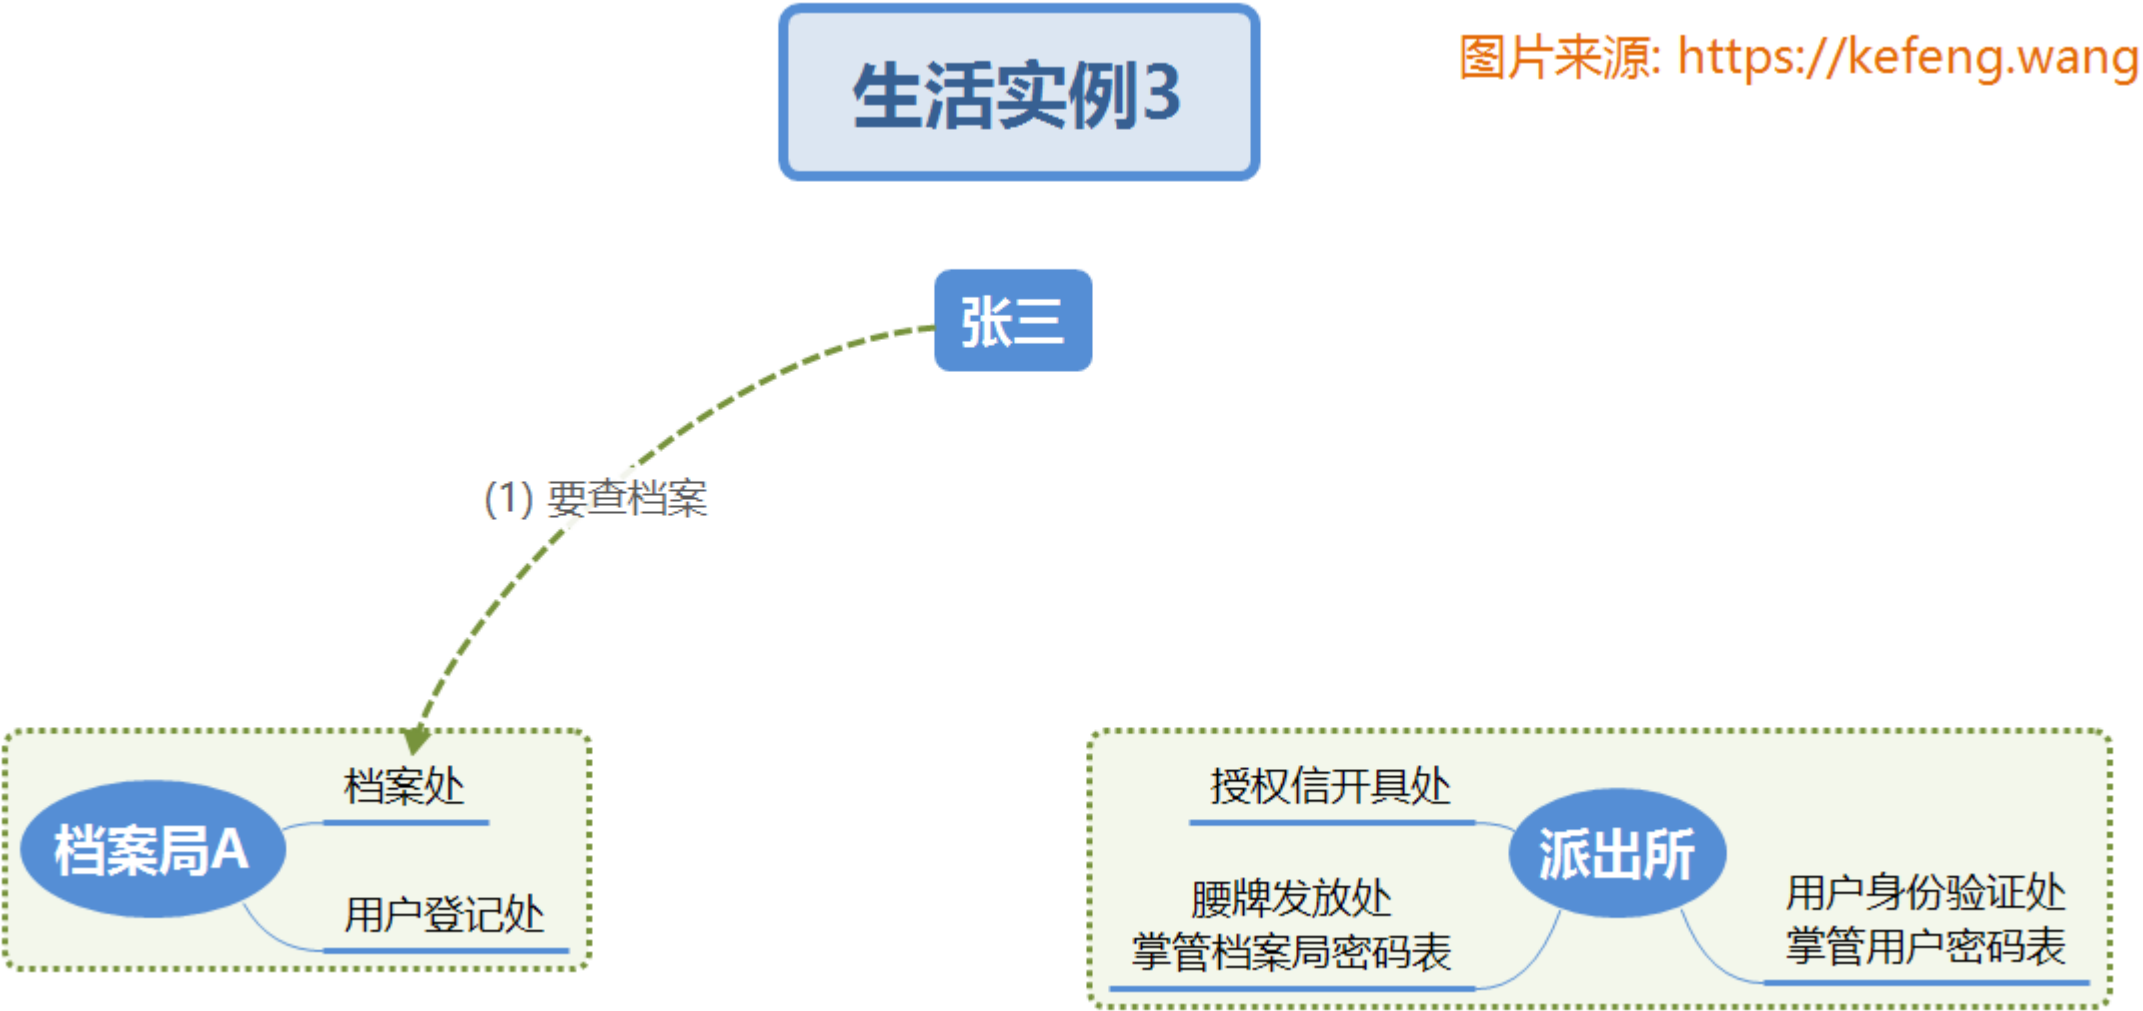 生活实例3
图片来源: https://kefeng.wang
张三
(1) 要查档案
档案局A
档案处
用户登记处
授权信开具处
腰牌发放处
掌管档案局密码表
派出所
用户身份验证处
掌管用户密码表